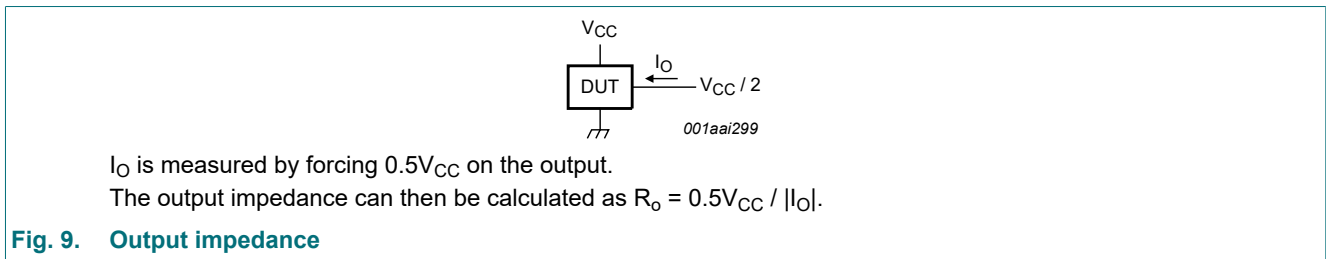 VCC
IO
DUT
VCC / 2
001aai299
IO is measured by forcing 0.5VCC on the output.
The output impedance can then be calculated as Ro = 0.5VCC / |IO|.
Fig. 9. Output impedance